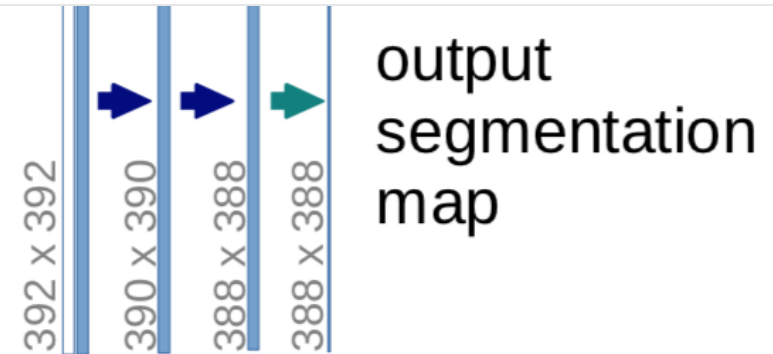 392 x 392
390 x 390
388 x 388
388 x 388
output
segmentation
map